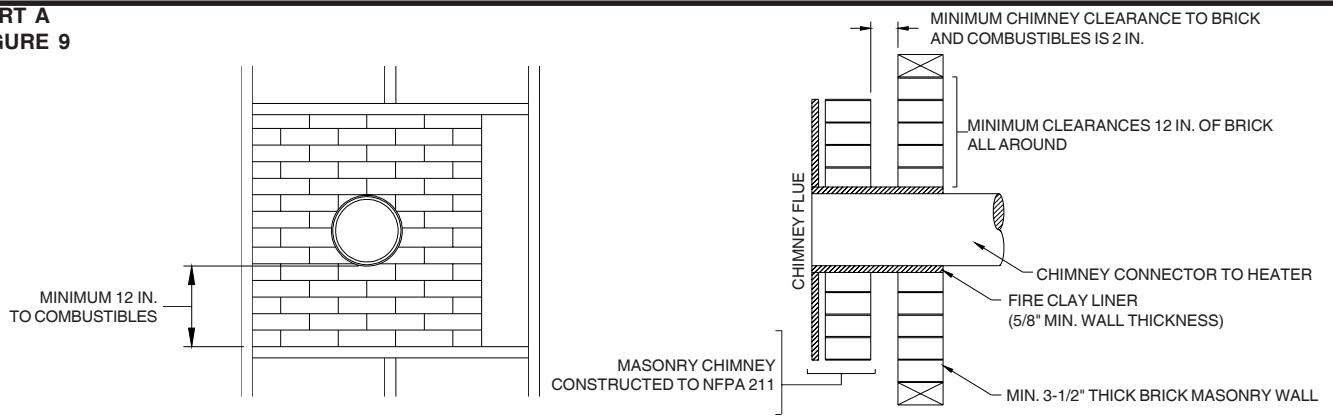 RT A
GURE 9
MINIMUM CHIMNEY CLEARANCE TO BRICK
AND COMBUSTIBLES IS 2 IN.
MINIMUM CLEARANCES 12 IN. OF BRICK
ALL AROUND
CHIMNEY FLUE
MINIMUM 12 IN.
TO COMBUSTIBLES
CHIMNEY CONNECTOR TO HEATER
FIRE CLAY LINER
(5/8" MIN. WALL THICKNESS)
MASONRY CHIMNEY
CONSTRUCTED TO NFPA 211
MIN. 3-1/2" THICK BRICK MASONRY WALL